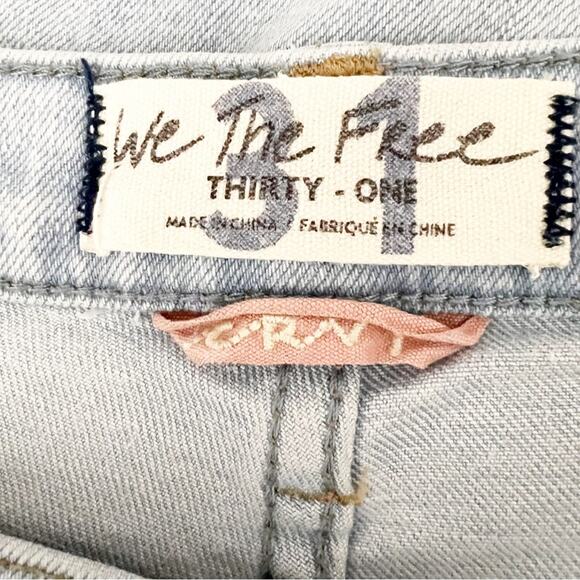 31
We The Free
THIRTY - ONE
MADE IN CHINA • FABRIQUÉ EN CHINE